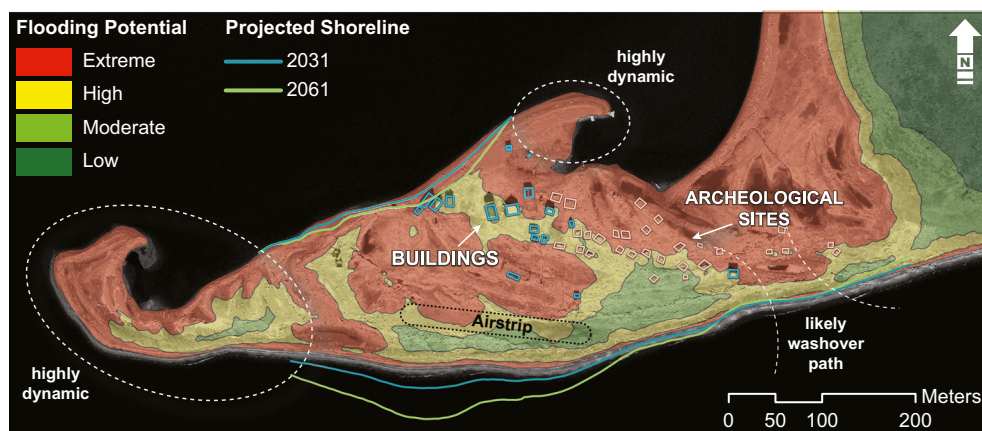 Flooding Potential
Extreme
High
Moderate
Low
Projected Shoreline
2031
2061
highly
dynamic
N
ARCHEOLOGICAL
SITES
BUILDINGS
Airstrip
highly
dynamic
likely
washover
path
Meters
0 50 100 200